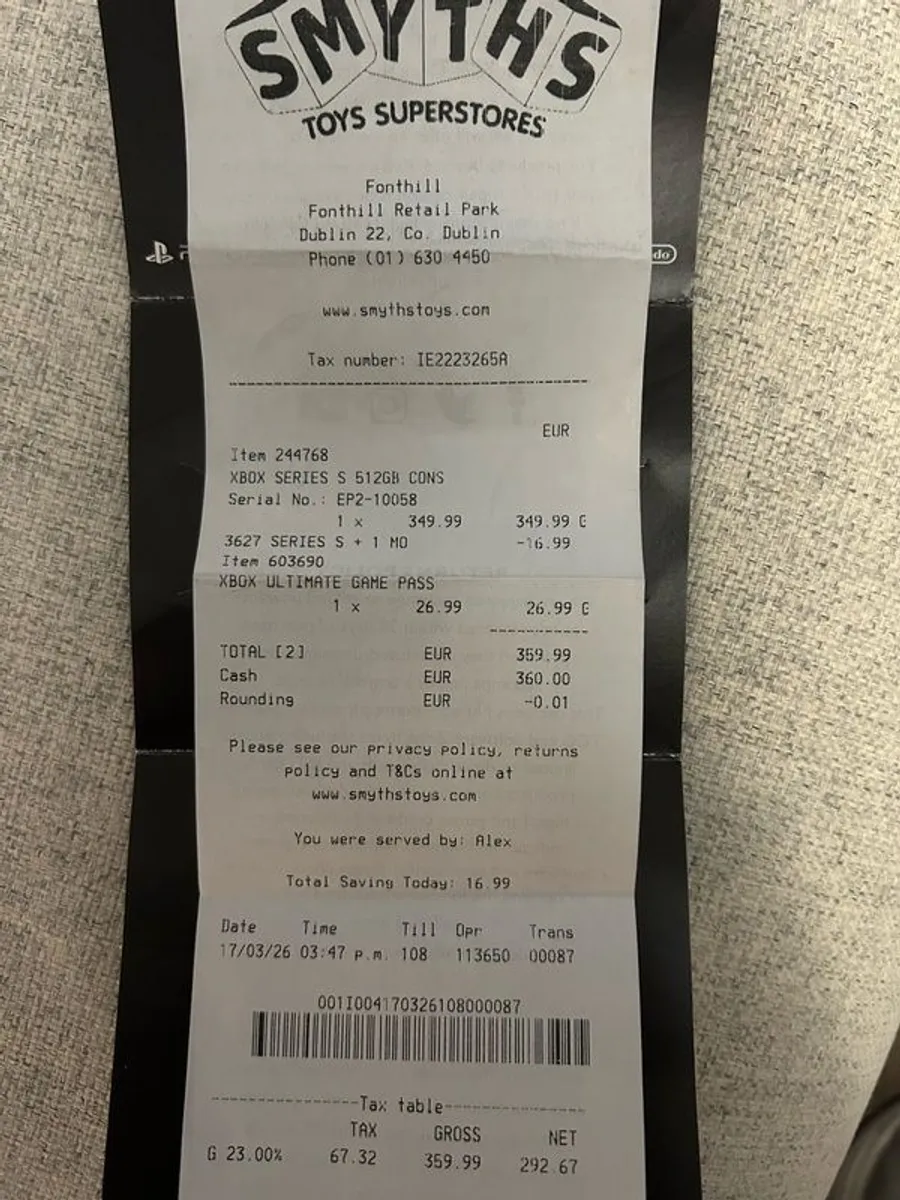 SMYTHS
TOYS SUPERSTORES
Fonthill
Fonthill Retail Park
Dublin 22, Co. Dublin
Phone (01) 630 4450
www.smythstoys.com
Tax number: IE2223265A
EUR
Item 244768
XBOX SERIES S 512GB CONS
Serial No.: EP2-10058
1 x 349.99 349.99 G
3627 SERIES S + 1 MO -16.99
Item 603690
XBOX ULTIMATE GAME PASS
1 x 26.99 26.99 G
TOTAL [2] EUR 359.99
Cash EUR 360.00
Rounding EUR -0.01
Please see our privacy policy, returns
policy and T&Cs online at
www.smythstoys.com
You were served by: Alex
Total Saving Today: 16.99
Date Time Till Opr Trans
17/03/26 03:47 p.m. 108 113650 00087
001I004170326108000087
Tax table
TAX GROSS NET
G 23.00% 67.32 359.99 292.67